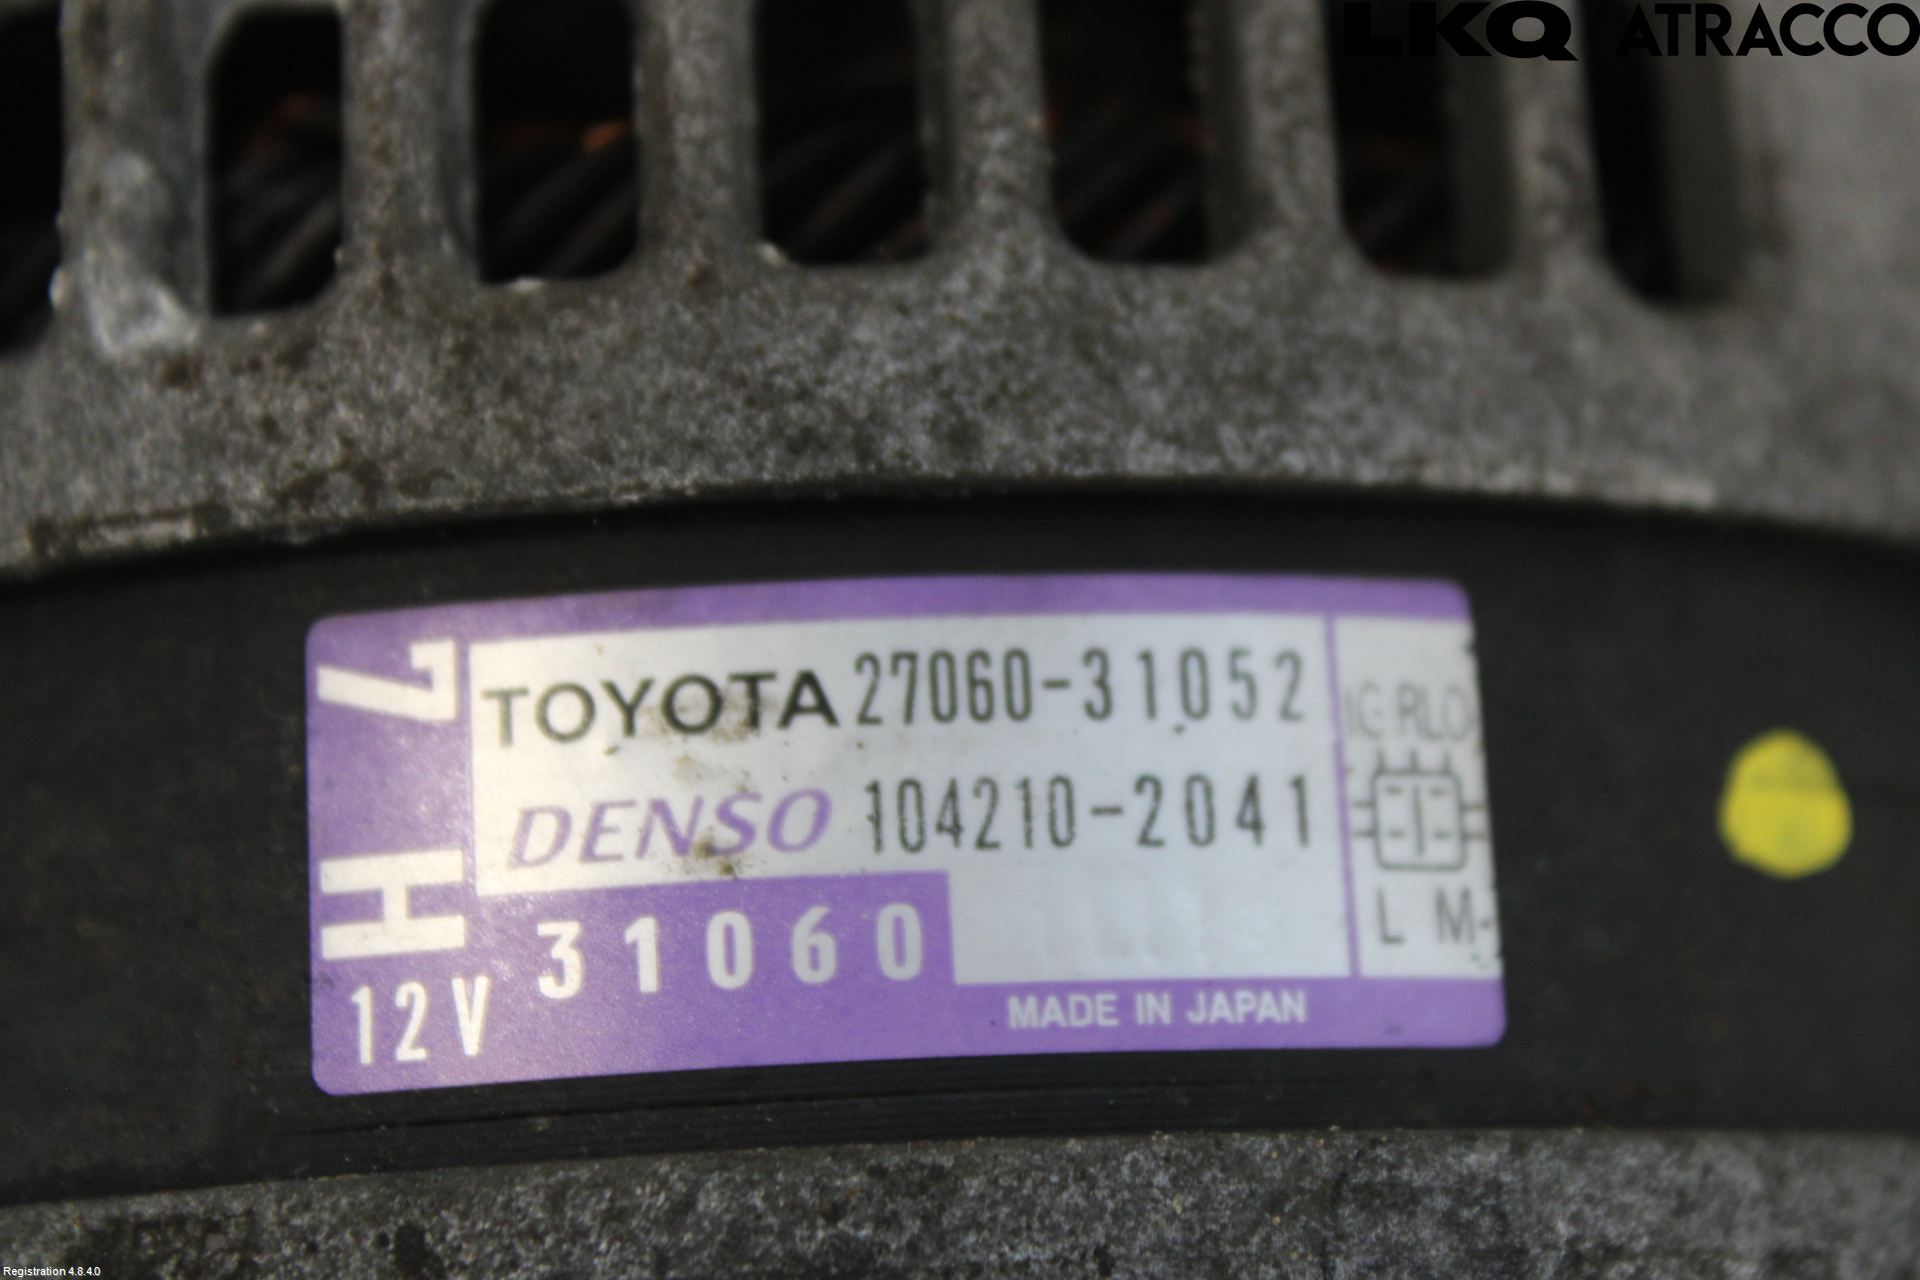 LKQ ATRACCO
TOYOTA 27060-31052
DENSO 104210-2041
H L
12V 31060
MADE IN JAPAN
IG RLO
L M-
Registration 4.8.4.0